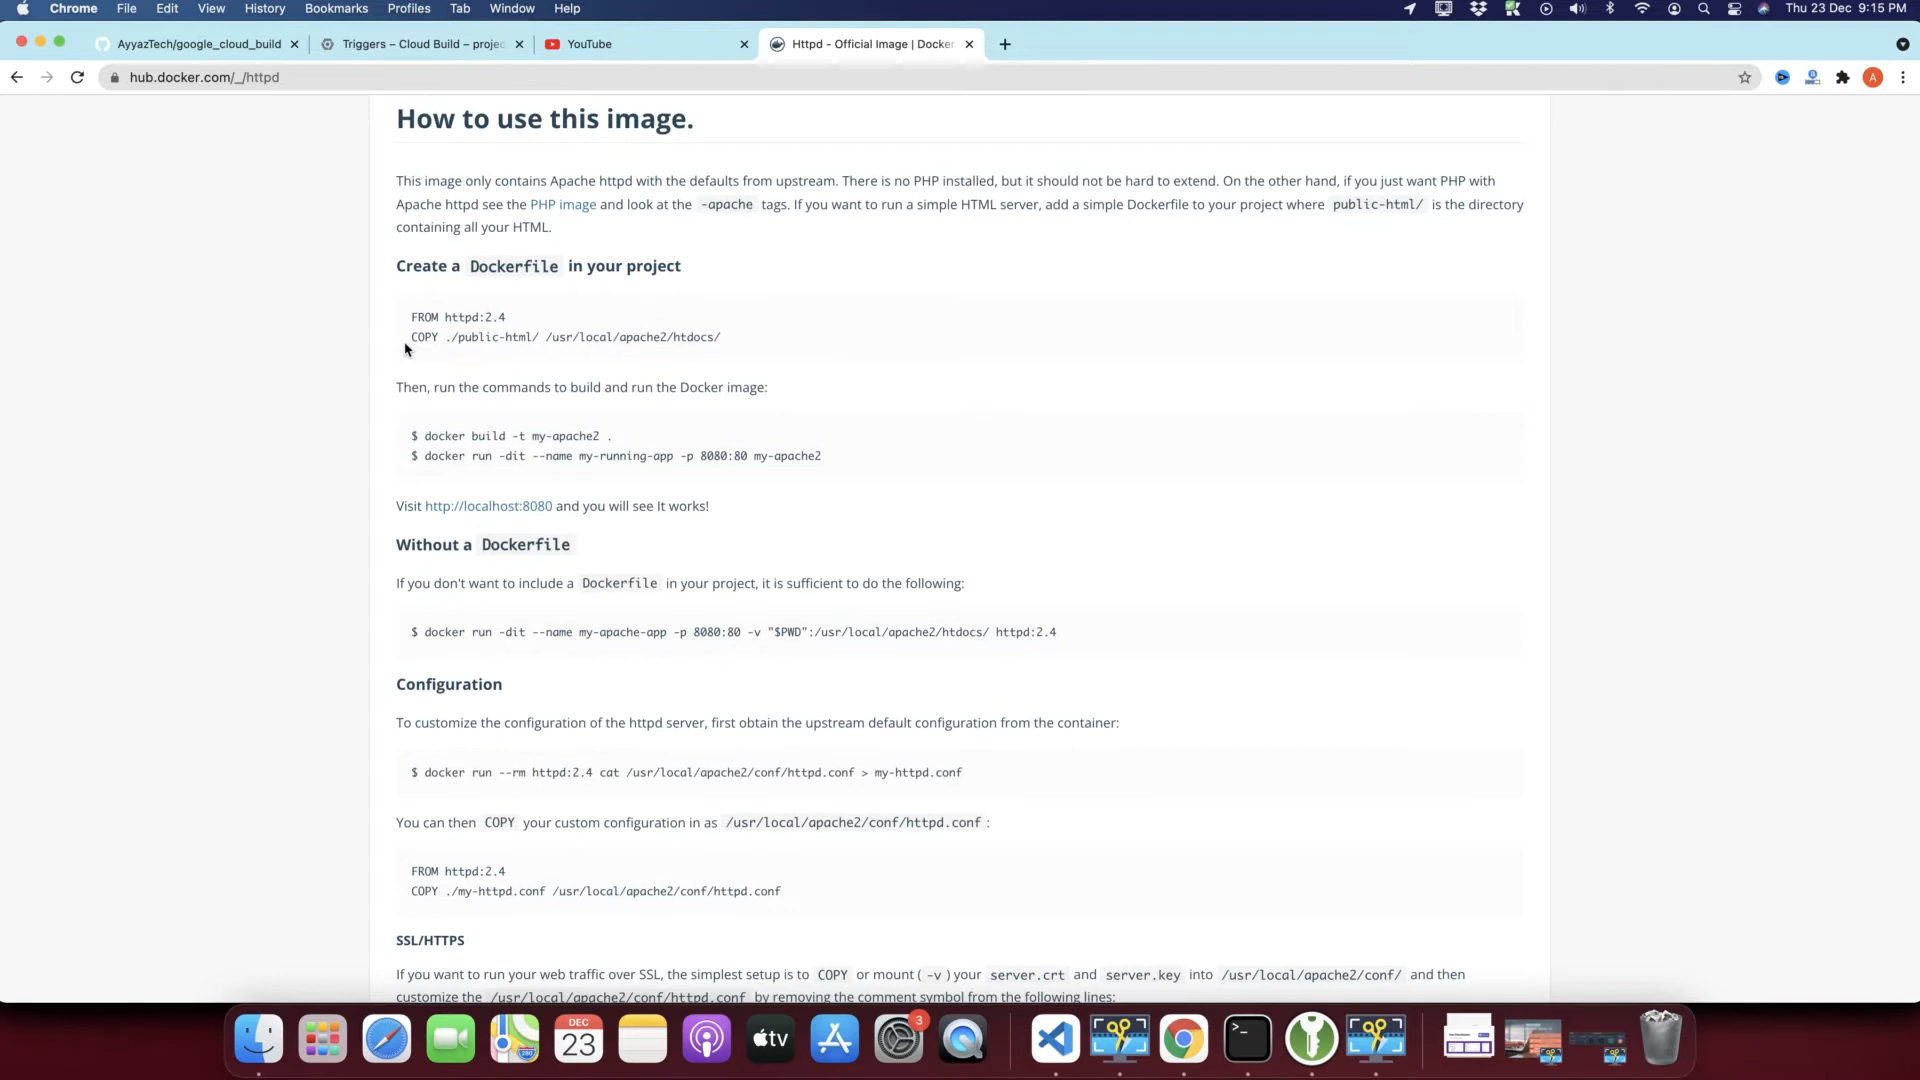 Chrome File Edit View History Bookmarks Profiles Tab Window Help Thu 23 Dec 9:15 PM
AyyazTech/google_cloud_build Triggers – Cloud Build – projec YouTube Httpd - Official Image | Docker
hub.docker.com/_/httpd A
How to use this image.
This image only contains Apache httpd with the defaults from upstream. There is no PHP installed, but it should not be hard to extend. On the other hand, if you just want PHP with
Apache httpd see the PHP image and look at the -apache tags. If you want to run a simple HTML server, add a simple Dockerfile to your project where public-html/ is the directory
containing all your HTML.
Create a Dockerfile in your project
FROM httpd:2.4
COPY ./public-html/ /usr/local/apache2/htdocs/
Then, run the commands to build and run the Docker image:
$ docker build -t my-apache2 .
$ docker run -dit --name my-running-app -p 8080:80 my-apache2
Visit http://localhost:8080 and you will see It works!
Without a Dockerfile
If you don't want to include a Dockerfile in your project, it is sufficient to do the following:
$ docker run -dit --name my-apache-app -p 8080:80 -v "$PWD":/usr/local/apache2/htdocs/ httpd:2.4
Configuration
To customize the configuration of the httpd server, first obtain the upstream default configuration from the container:
$ docker run --rm httpd:2.4 cat /usr/local/apache2/conf/httpd.conf > my-httpd.conf
You can then COPY your custom configuration in as /usr/local/apache2/conf/httpd.conf :
FROM httpd:2.4
COPY ./my-httpd.conf /usr/local/apache2/conf/httpd.conf
SSL/HTTPS
If you want to run your web traffic over SSL, the simplest setup is to COPY or mount ( -v ) your server.crt and server.key into /usr/local/apache2/conf/ and then
customize the /usr/local/apache2/conf/httpd.conf by removing the comment symbol from the following lines:
DEC
23
tv
3
280
>_